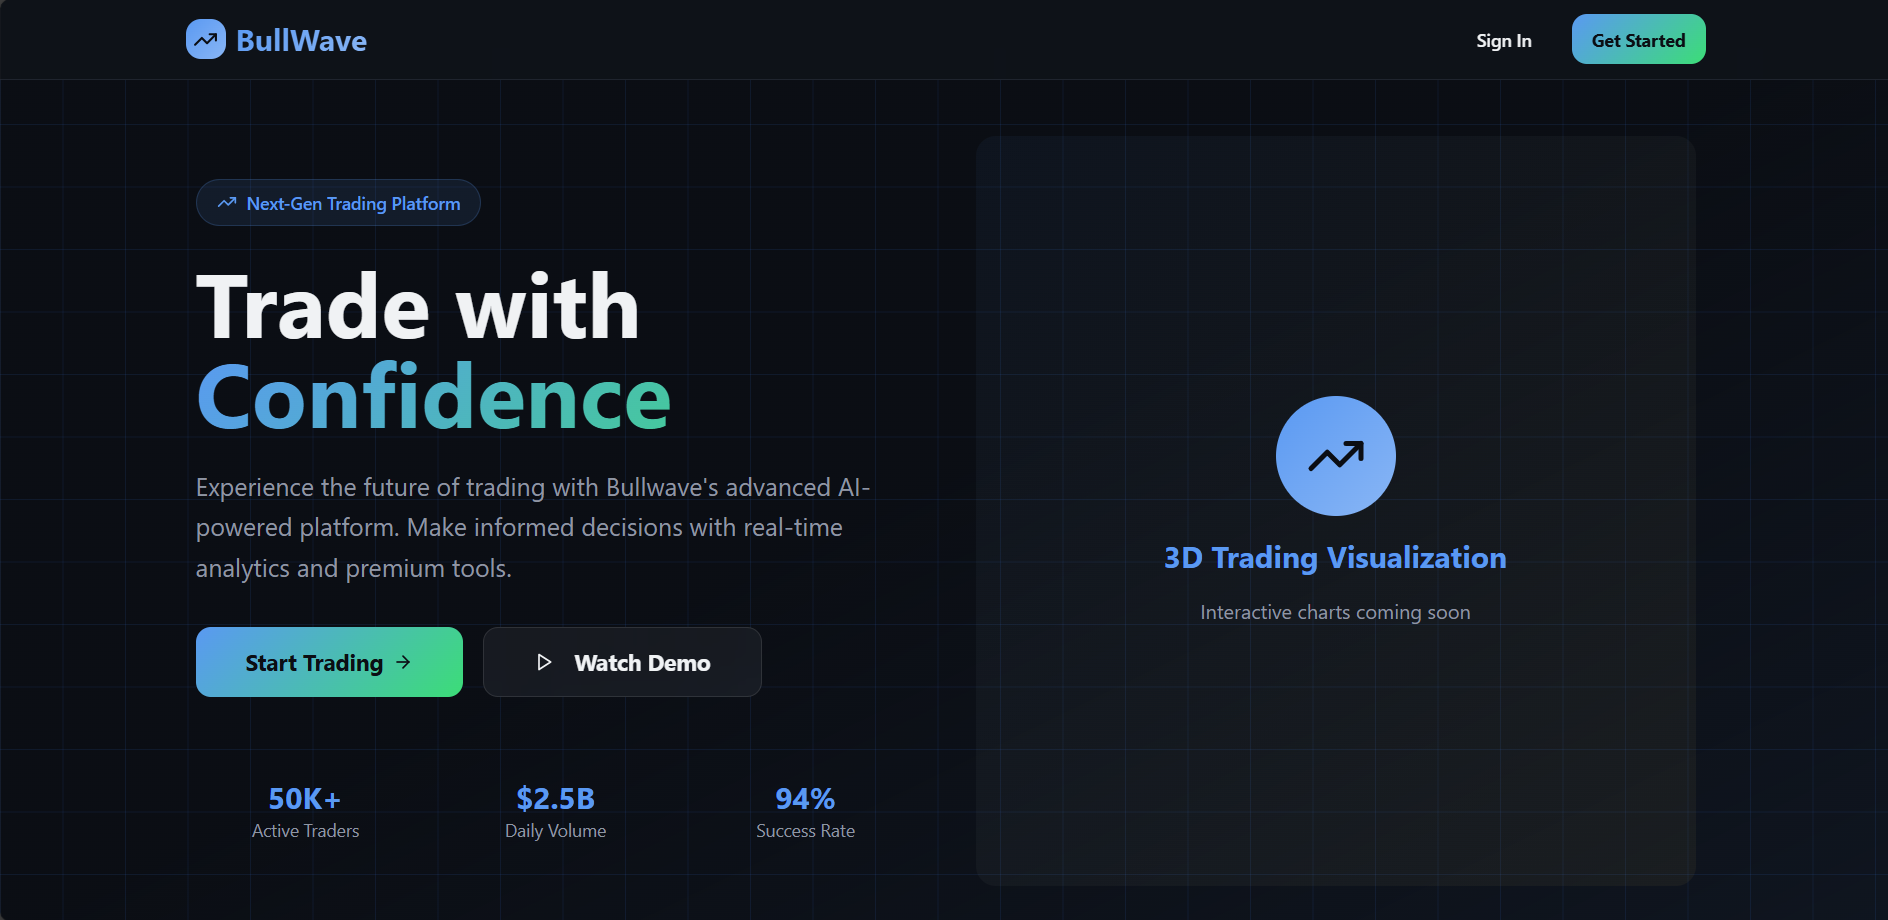 BullWave
Sign In
Get Started
Next-Gen Trading Platform
Trade with
Confidence
Experience the future of trading with Bullwave's advanced AI-
powered platform. Make informed decisions with real-time
analytics and premium tools.
Start Trading
Watch Demo
50K+
Active Traders
$2.5B
Daily Volume
94%
Success Rate
3D Trading Visualization
Interactive charts coming soon